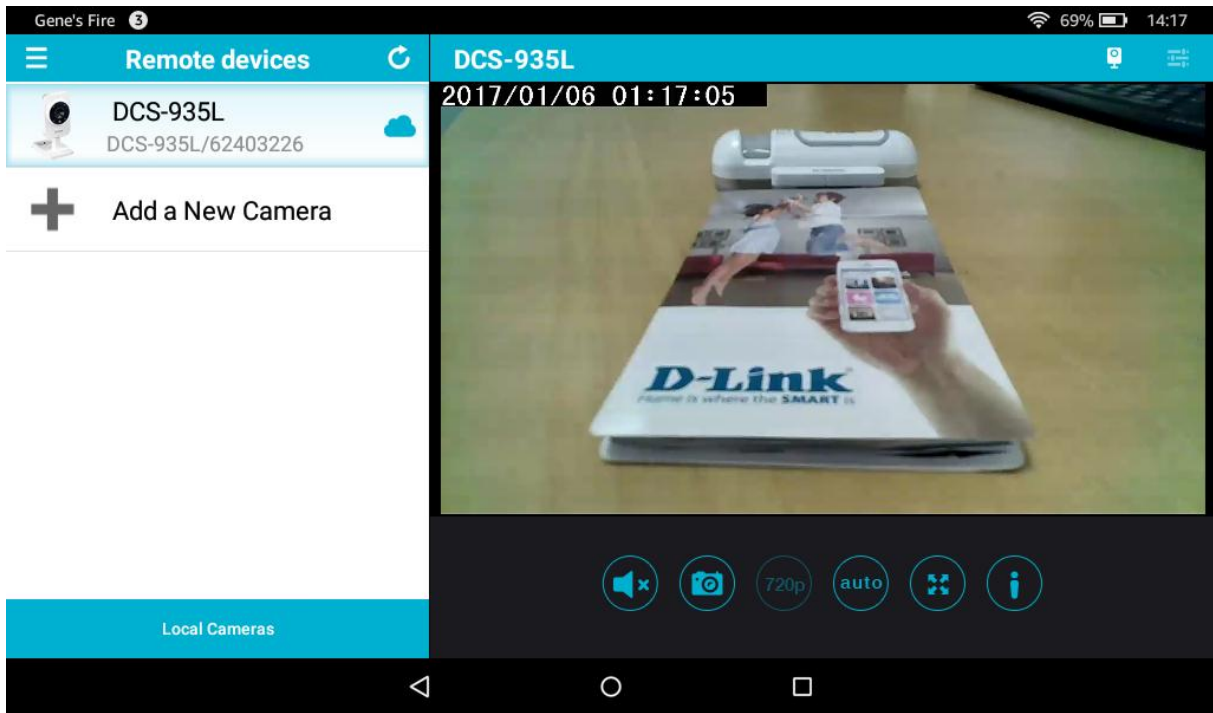 Gene's Fire 3
69% 14:17
Remote devices
DCS-935L
DCS-935L/62403226
Add a New Camera
Local Cameras
DCS-935L
2017/01/06 01:17:05
D-Link
Home is where the SMART is
720p
auto